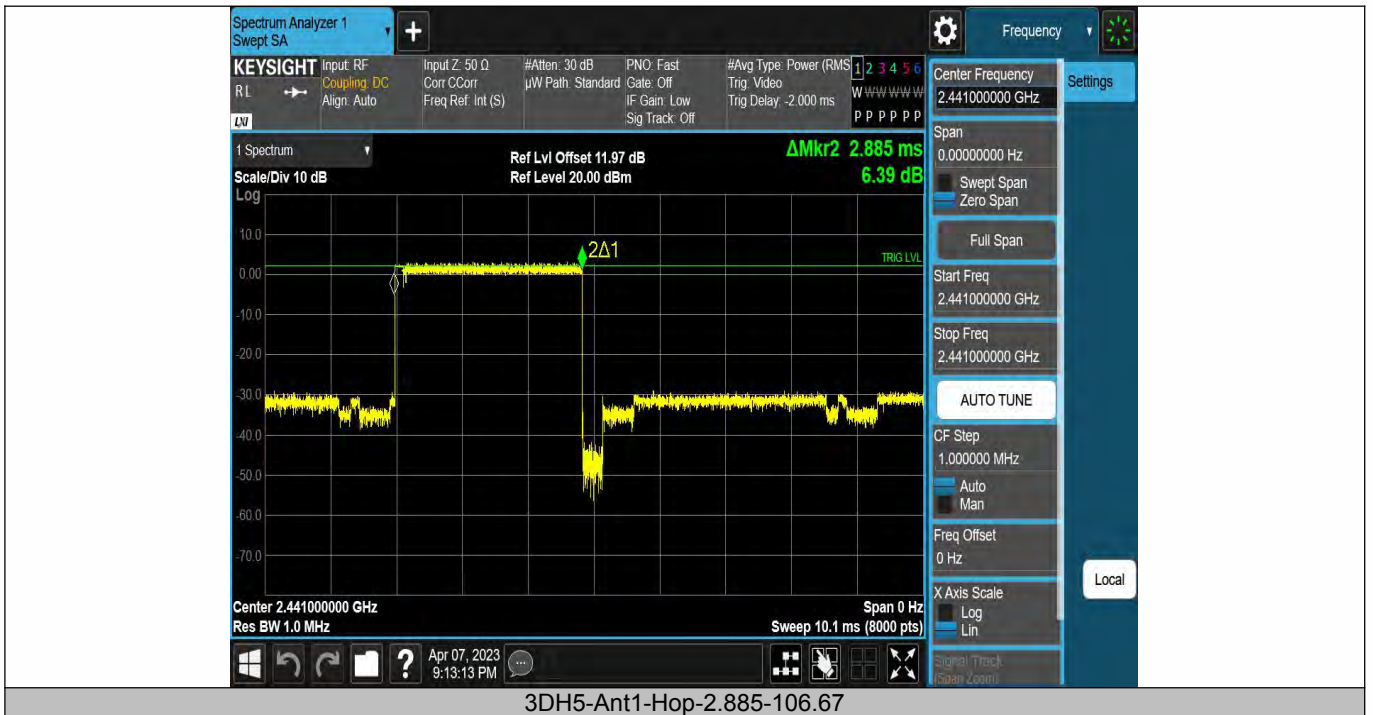 Spectrum Analyzer 1
Swept SA
+
Frequency
KEYSIGHT
RL
LXI
Input: RF
Coupling: DC
Align: Auto
Input Z: 50 Ω
Corr CCorr
Freq Ref: Int (S)
#Atten: 30 dB
µW Path: Standard
PNO: Fast
Gate: Off
IF Gain: Low
Sig Track: Off
#Avg Type: Power (RMS
Trig: Video
Trig Delay: -2.000 ms
1 2 3 4 5 6
W W W W W W
P P P P P P
1 Spectrum
Scale/Div 10 dB
Log
Ref Lvl Offset 11.97 dB
Ref Level 20.00 dBm
ΔMkr2 2.885 ms
6.39 dB
10.0
0.00
-10.0
-20.0
-30.0
-40.0
-50.0
-60.0
-70.0
2Δ1
TRIG LVL
Center 2.441000000 GHz
Res BW 1.0 MHz
Span 0 Hz
Sweep 10.1 ms (8000 pts)
?
Apr 07, 2023
9:13:13 PM
Center Frequency
2.441000000 GHz
Settings
Span
0.00000000 Hz
Swept Span
Zero Span
Full Span
Start Freq
2.441000000 GHz
Stop Freq
2.441000000 GHz
AUTO TUNE
CF Step
1.000000 MHz
Auto
Man
Freq Offset
0 Hz
X Axis Scale
Log
Lin
Signal Track
(Span Zoom)
Local
3DH5-Ant1-Hop-2.885-106.67